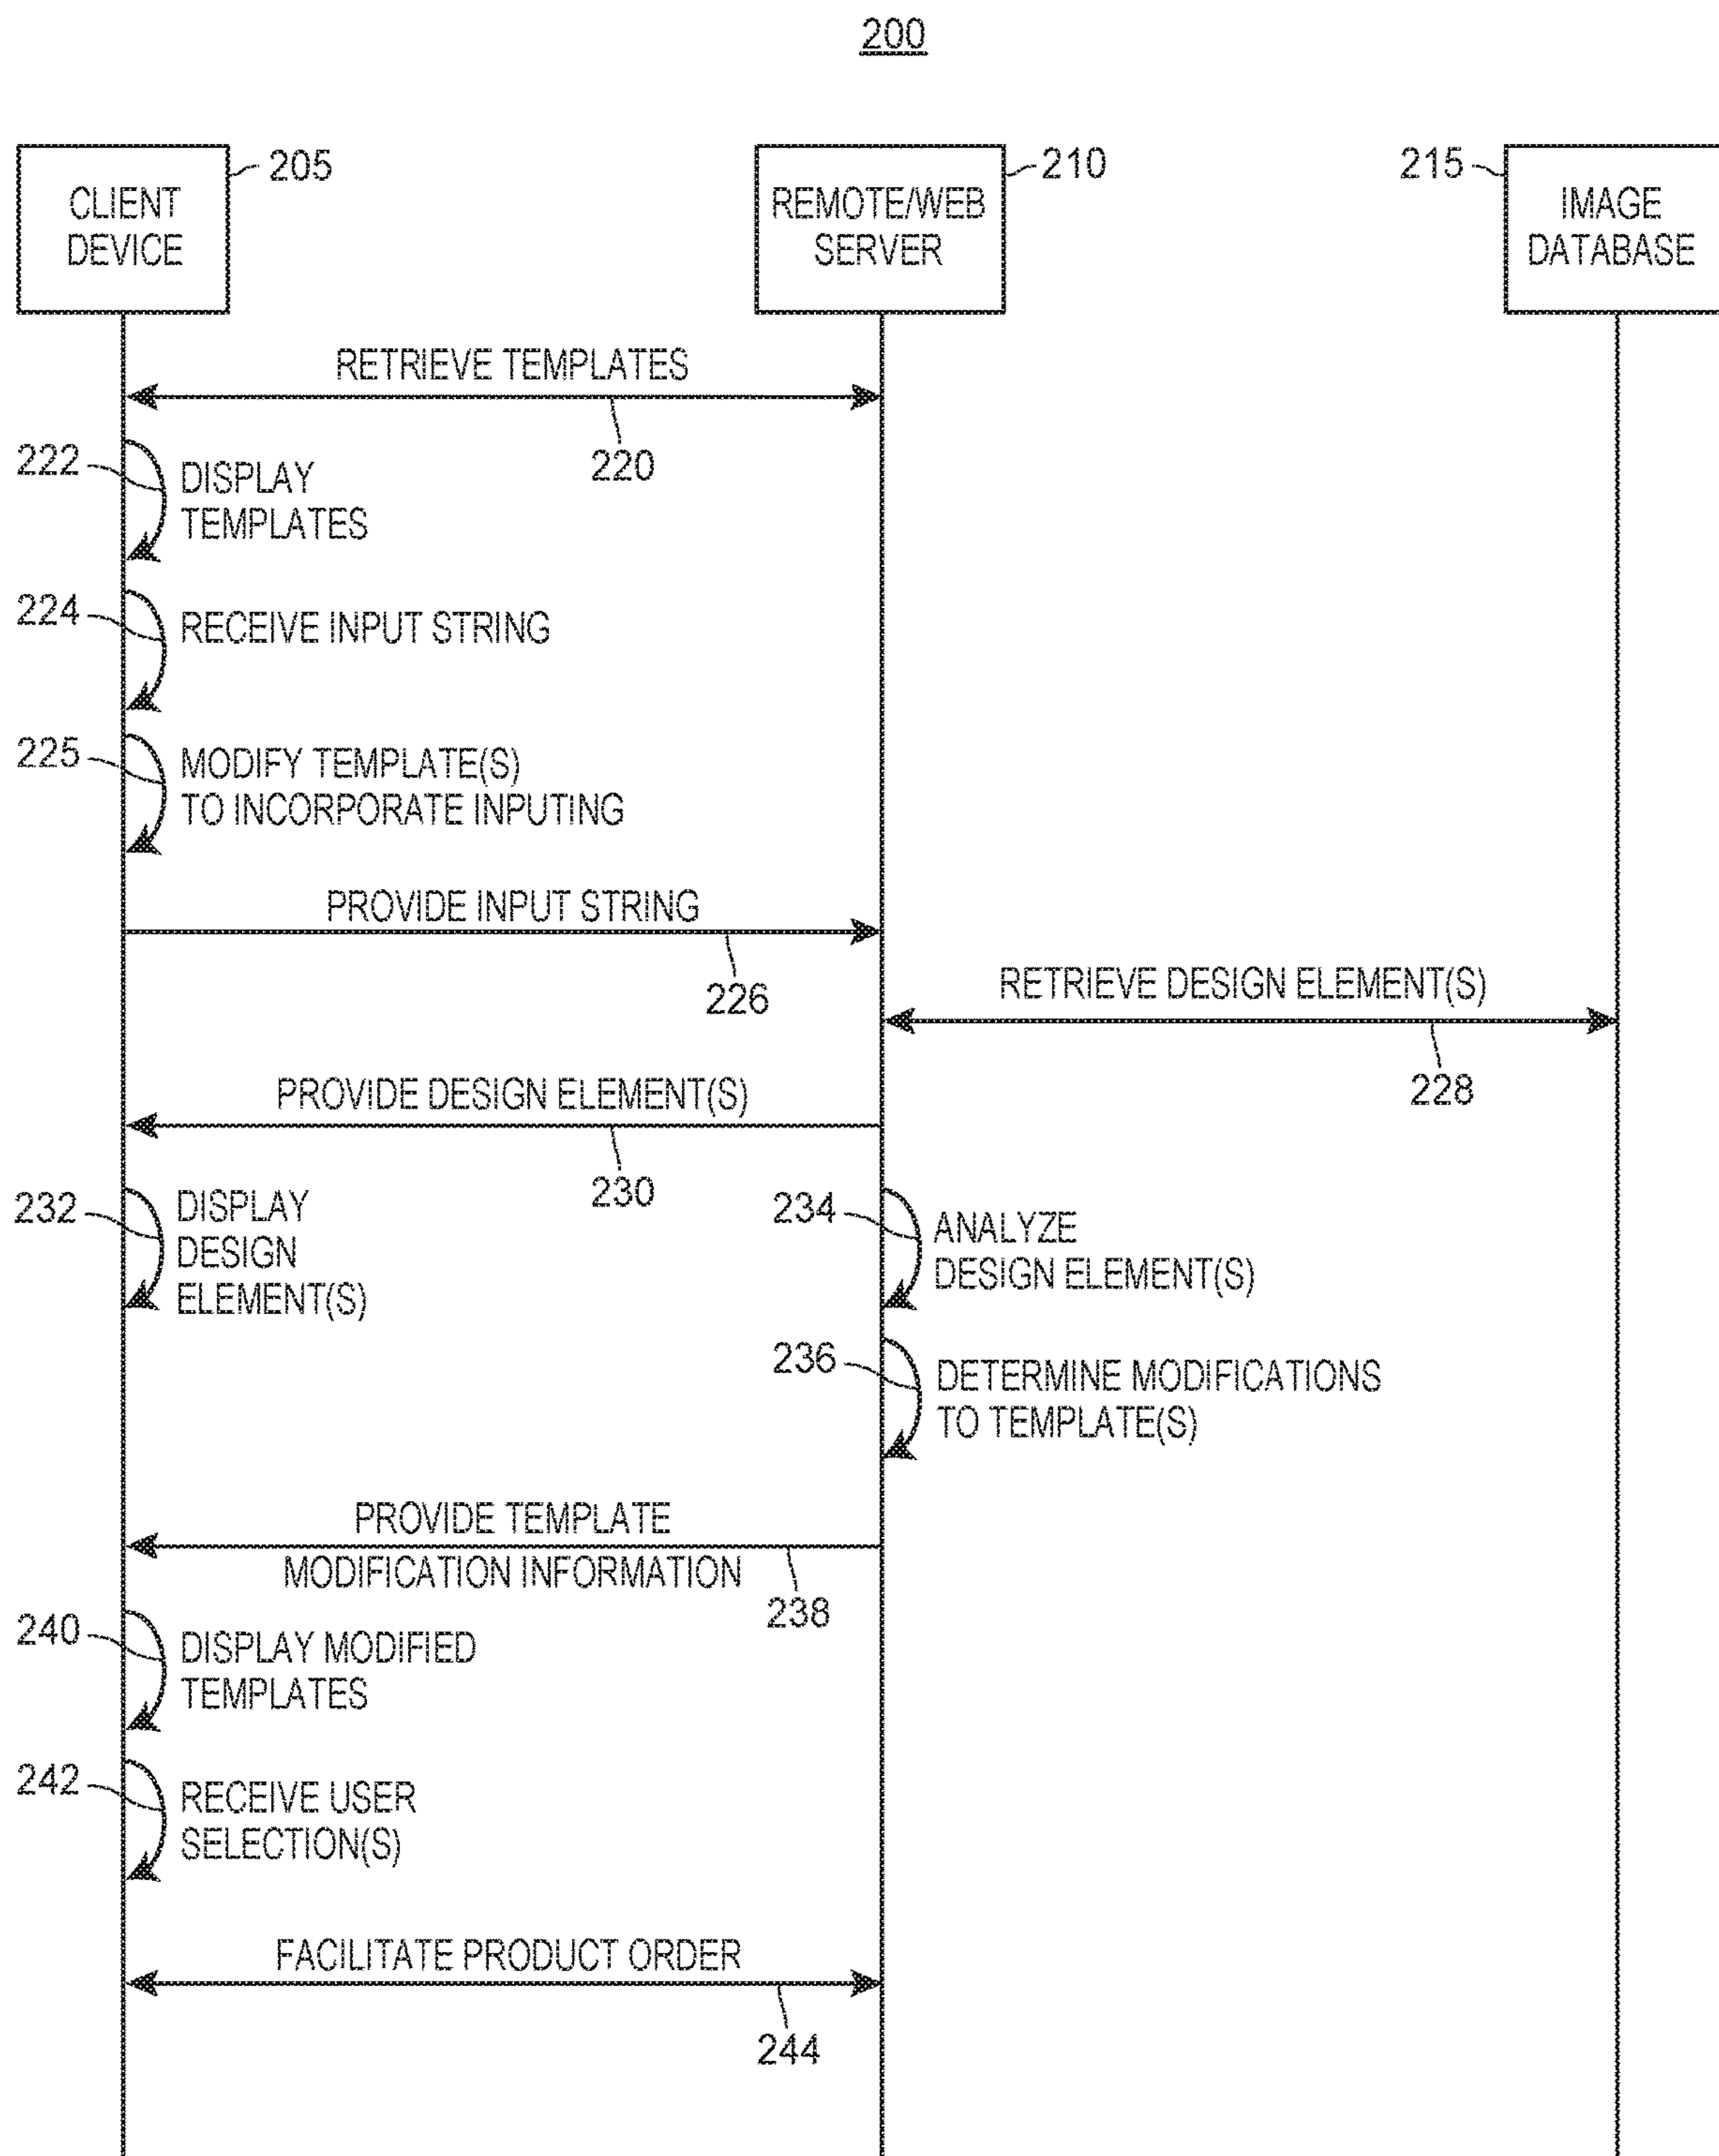 200
CLIENT
DEVICE
205
REMOTE/WEB
SERVER
210
215
IMAGE
DATABASE
RETRIEVE TEMPLATES
220
222
DISPLAY
TEMPLATES
224
RECEIVE INPUT STRING
225
MODIFY TEMPLATE(S)
TO INCORPORATE INPUTING
PROVIDE INPUT STRING
226
RETRIEVE DESIGN ELEMENT(S)
228
PROVIDE DESIGN ELEMENT(S)
230
232
DISPLAY
DESIGN
ELEMENT(S)
234
ANALYZE
DESIGN ELEMENT(S)
236
DETERMINE MODIFICATIONS
TO TEMPLATE(S)
PROVIDE TEMPLATE
MODIFICATION INFORMATION
238
240
DISPLAY MODIFIED
TEMPLATES
242
RECEIVE USER
SELECTION(S)
FACILITATE PRODUCT ORDER
244